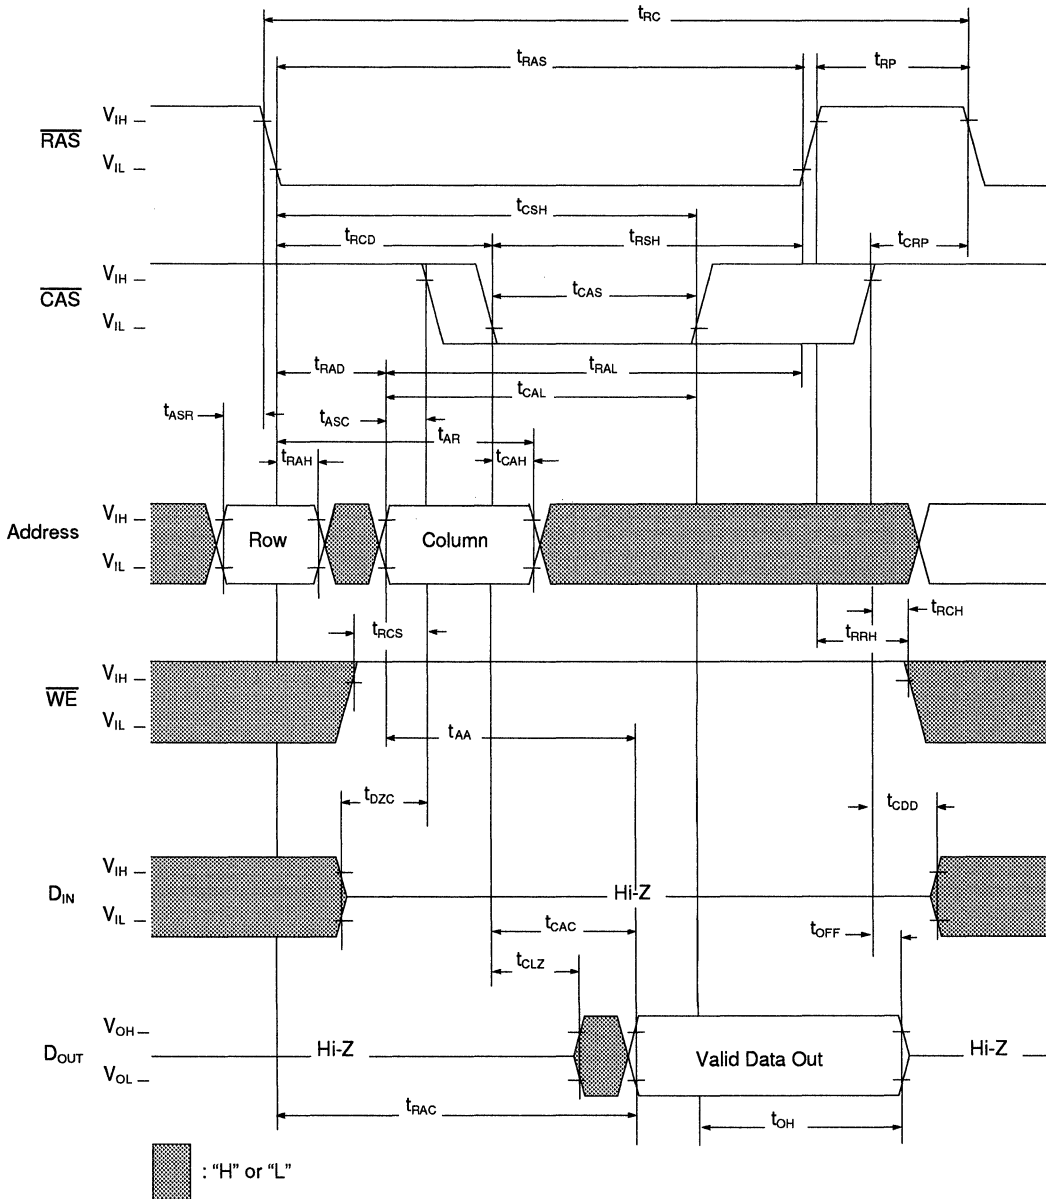 tRC
tRAS
tRP
VIH
RAS
VIL
tCSH
tRCD
tRSH
tCRP
VIH
CAS
tCAS
VIL
tRAD
tRAL
tCAL
tASR
tASC
tAR
tRAH
tCAH
VIH
Address
Row
Column
VIL
tRCH
tRCS
tRRH
VIH
WE
VIL
tAA
tDZC
tCDD
VIH
DIN
Hi-Z
VIL
tCAC
tOFF
tCLZ
VOH
DOUT
Hi-Z
Valid Data Out
Hi-Z
VOL
tRAC
tOH
: "H" or "L"